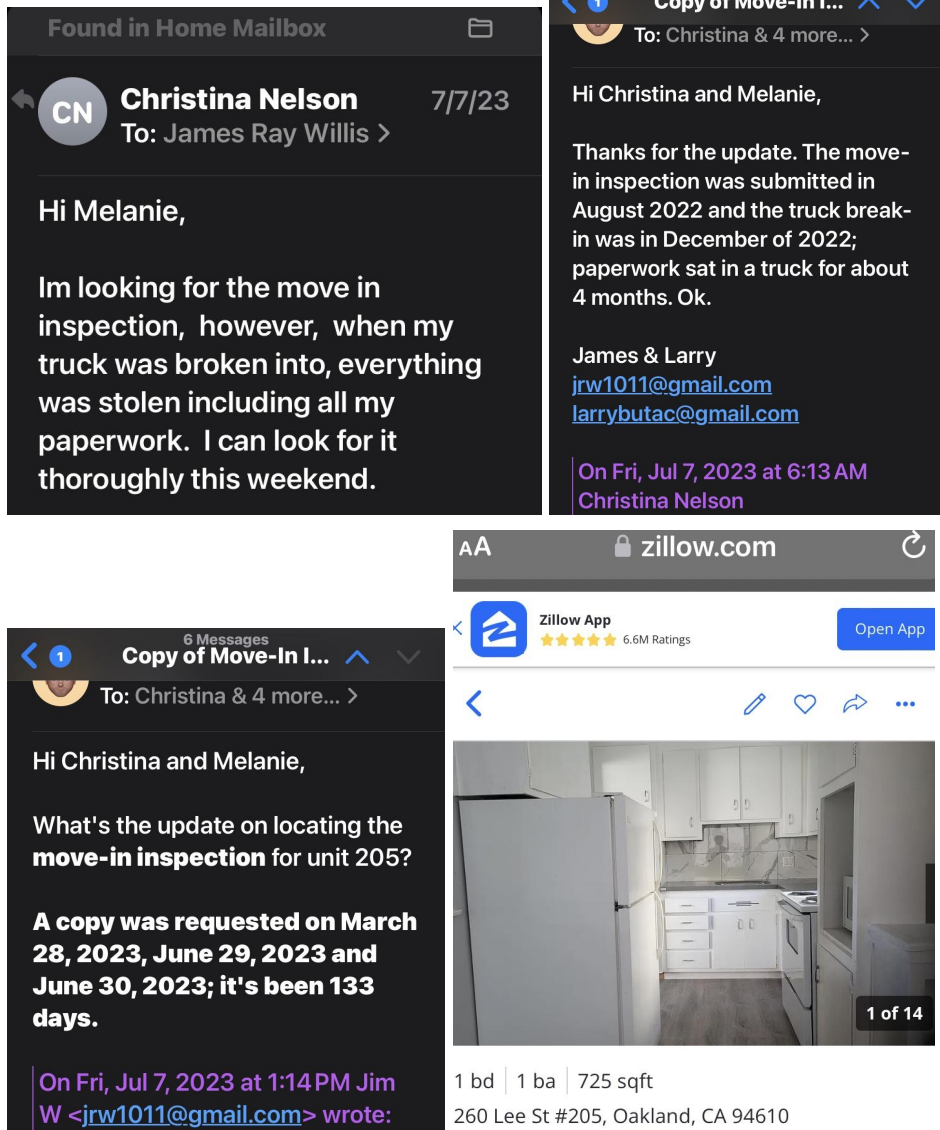 Found in Home Mailbox
CN
Christina Nelson
7/7/23
To: James Ray Willis >
Hi Melanie,
Im looking for the move in
inspection, however, when my
truck was broken into, everything
was stolen including all my
paperwork. I can look for it
thoroughly this weekend.
1
Copy of Move-In I...
To: Christina & 4 more... >
Hi Christina and Melanie,
Thanks for the update. The move-
in inspection was submitted in
August 2022 and the truck break-
in was in December of 2022;
paperwork sat in a truck for about
4 months. Ok.
James & Larry
jrw1011@gmail.com
larrybutac@gmail.com
On Fri, Jul 7, 2023 at 6:13 AM
Christina Nelson
6 Messages
1
Copy of Move-In I...
To: Christina & 4 more... >
Hi Christina and Melanie,
What's the update on locating the
move-in inspection for unit 205?
A copy was requested on March
28, 2023, June 29, 2023 and
June 30, 2023; it's been 133
days.
On Fri, Jul 7, 2023 at 1:14 PM Jim
W <jrw1011@gmail.com> wrote:
AA
zillow.com
Zillow App
6.6M Ratings
Open App
1 of 14
1 bd | 1 ba | 725 sqft
260 Lee St #205, Oakland, CA 94610